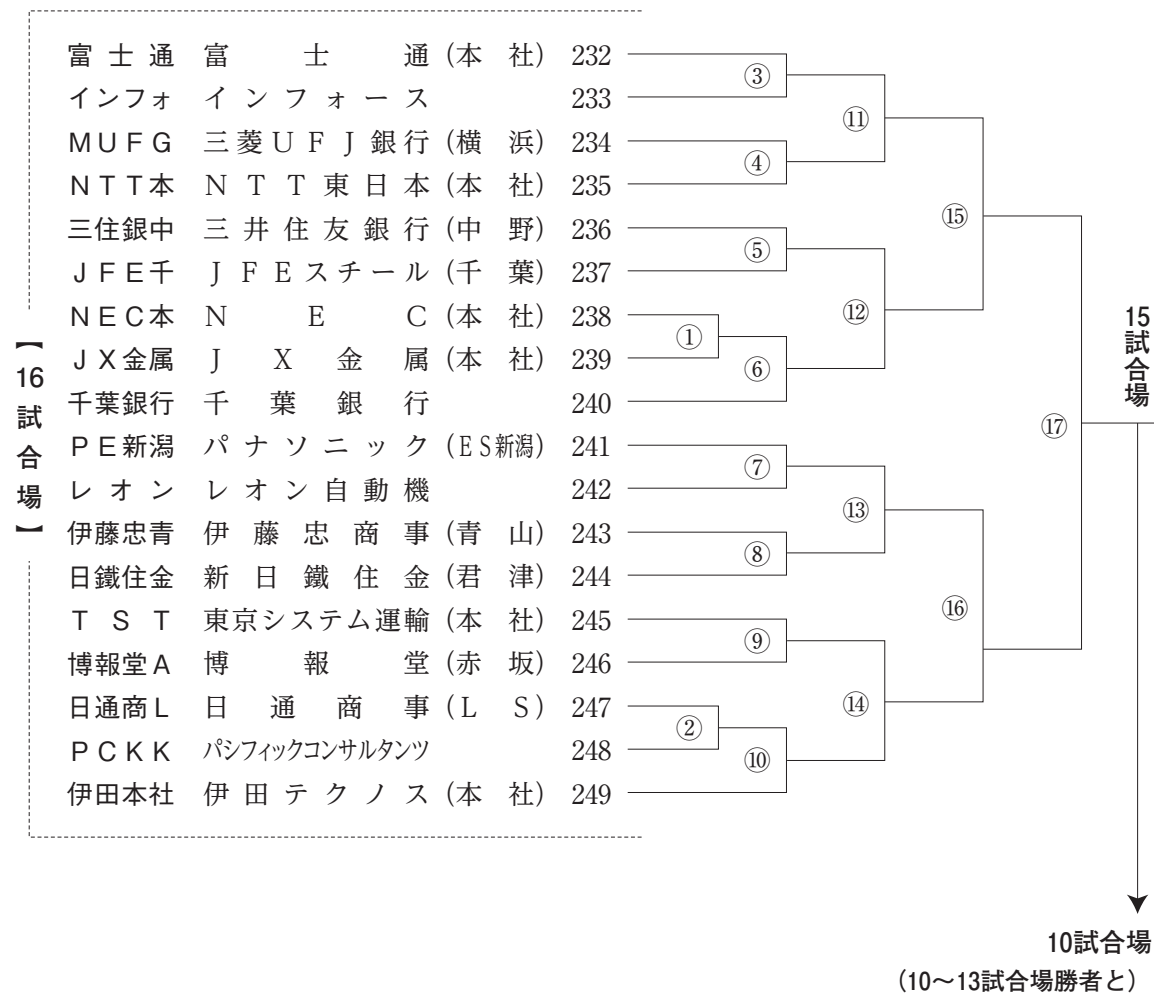 富士通 富士通(本社) 232
インフォ インフォース 233
MUFG 三菱UFJ銀行(横浜) 234
NTT本 NTT東日本(本社) 235
三住銀中 三井住友銀行(中野) 236
JFE千 JFEスチール(千葉) 237
NEC本 NEC(本社) 238
JX金属 JX金属(本社) 239
千葉銀行 千葉銀行 240
PE新潟 パナソニック(ES新潟) 241
レオン レオン自動機 242
伊藤忠青 伊藤忠商事(青山) 243
日鐵住金 新日鐵住金(君津) 244
TST 東京システム運輸(本社) 245
博報堂A 博報堂(赤坂) 246
日通商L 日通商事(LS) 247
PCKK パシフィックコンサルタンツ 248
伊田本社 伊田テクノス(本社) 249
【16試合場】
①
②
③
④
⑤
⑥
⑦
⑧
⑨
⑩
⑪
⑫
⑬
⑭
⑮
⑯
⑰
15試合場
10試合場
(10〜13試合場勝者と)